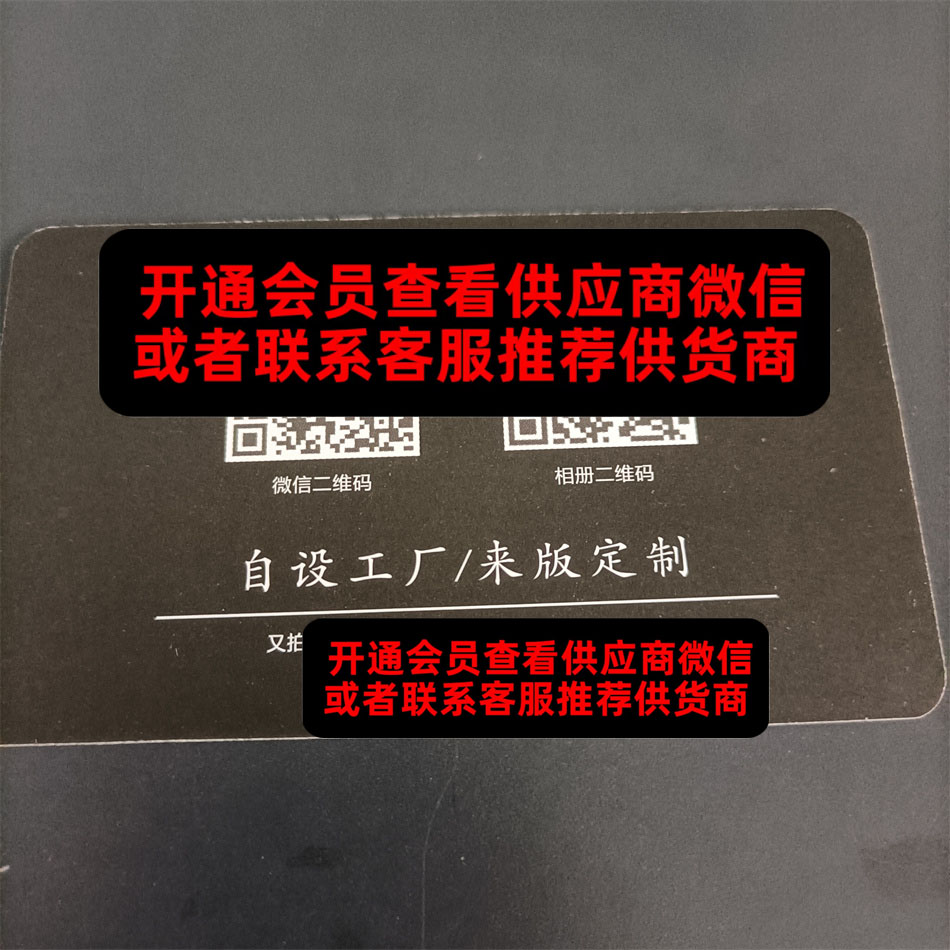 开通会员查看供应商微信
或者联系客服推荐供货商
微信二维码 相册二维码
自设工厂/来版定制
又拍
开通会员查看供应商微信
或者联系客服推荐供货商